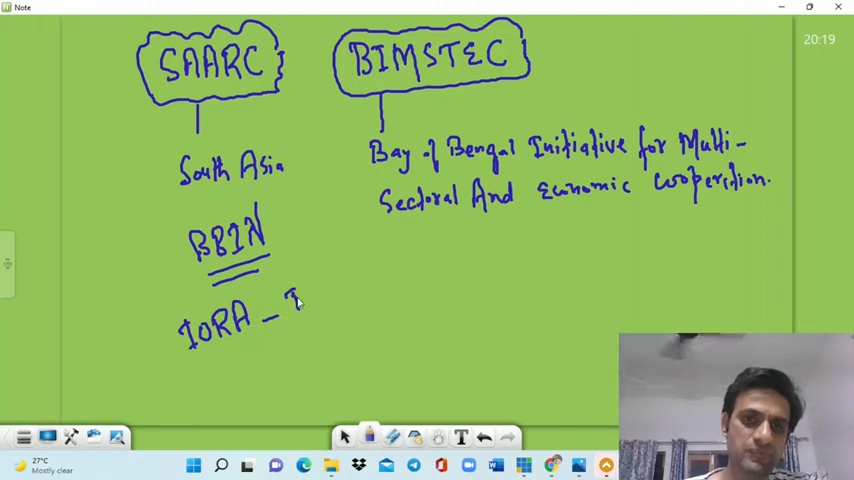 Note
20:19
SAARC
BIMSTEC
South Asia
Bay of Bengal Initiative for Multi-
Sectoral And Economic Cooperation.
BBIN
IORA - I
27°C
Mostly clear